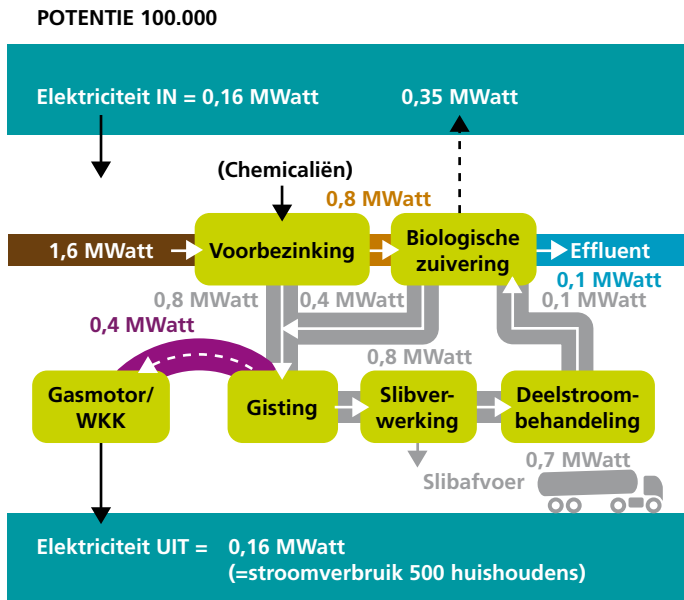 POTENTIE 100.000
Elektriciteit IN = 0,16 MWatt
0,35 MWatt
(Chemicaliën)
0,8 MWatt
1,6 MWatt
Voorbezinking
Biologische
zuivering
Effluent
0,1 MWatt
0,8 MWatt
0,4 MWatt
0,1 MWatt
0,4 MWatt
0,8 MWatt
Gasmotor/
WKK
Gisting
Slibver-
werking
Deelstroom-
behandeling
0,7 MWatt
Slibafvoer
Elektriciteit UIT = 0,16 MWatt
(=stroomverbruik 500 huishoudens)